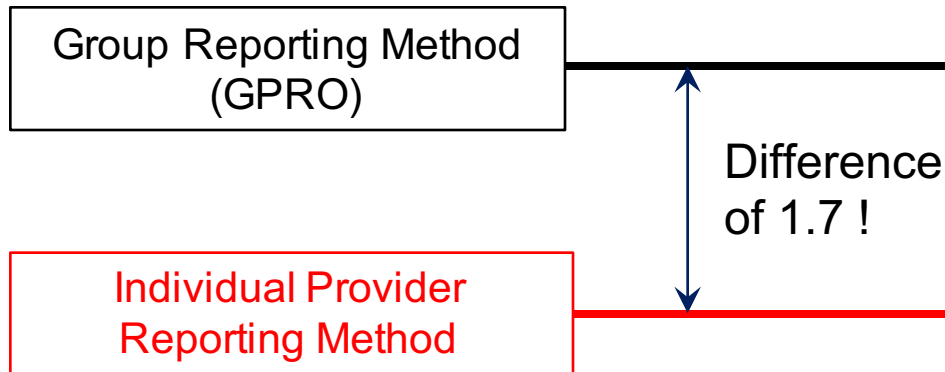 Group Reporting Method
(GPRO)
Difference
of 1.7 !
Individual Provider
Reporting Method